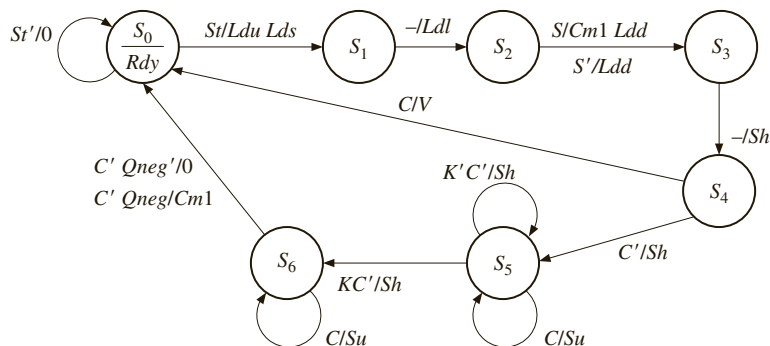 St'/0
S0
Rdy
St/Ldu Lds
S1
–/Ldl
S2
S/Cm1 Ldd
S'/Ldd
S3
C/V
–/Sh
C' Qneg'/0
C' Qneg/Cm1
K'C'/Sh
S4
C'/Sh
S6
KC'/Sh
S5
C/Su
C/Su